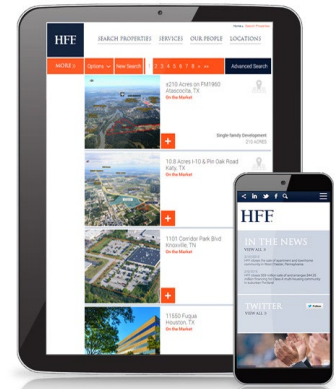 HFF
SEARCH PROPERTIES SERVICES OUR PEOPLE LOCATIONS
MORE
Options New Search 1 2 3 4 5 6 7 8 > >>
Advanced Search
±210 Acres on FM1960
Atascocita, TX
On the Market
Single-family Development
210 ACRES
10.8 Acres I-10 & Pin Oak Road
Katy, TX
On the Market
1101 Corridor Park Blvd
Knoxville, TN
On the Market
11550 Fuqua
Houston, TX
On the Market
HFF
IN THE NEWS
VIEW ALL
TWITTER
VIEW ALL
Follow